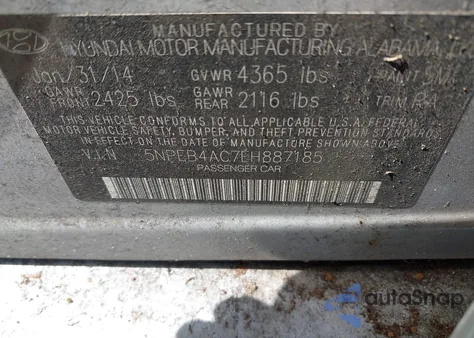 MANUFACTURED BY
HYUNDAI MOTOR MANUFACTURING ALABAMA, LLC
Jan/31/14 GVWR 4365 lbs PAINT
GAWR FRONT 2425 lbs GAWR REAR 2116 lbs TRIM
THIS VEHICLE CONFORMS TO ALL APPLICABLE U.S.A. FEDERAL
MOTOR VEHICLE SAFETY, BUMPER, AND THEFT PREVENTION
STANDARDS IN EFFECT ON THE DATE OF MANUFACTURE SHOWN ABOVE.
V.I.N 5NPEB4AC7EH887185
PASSENGER CAR
autoSnap